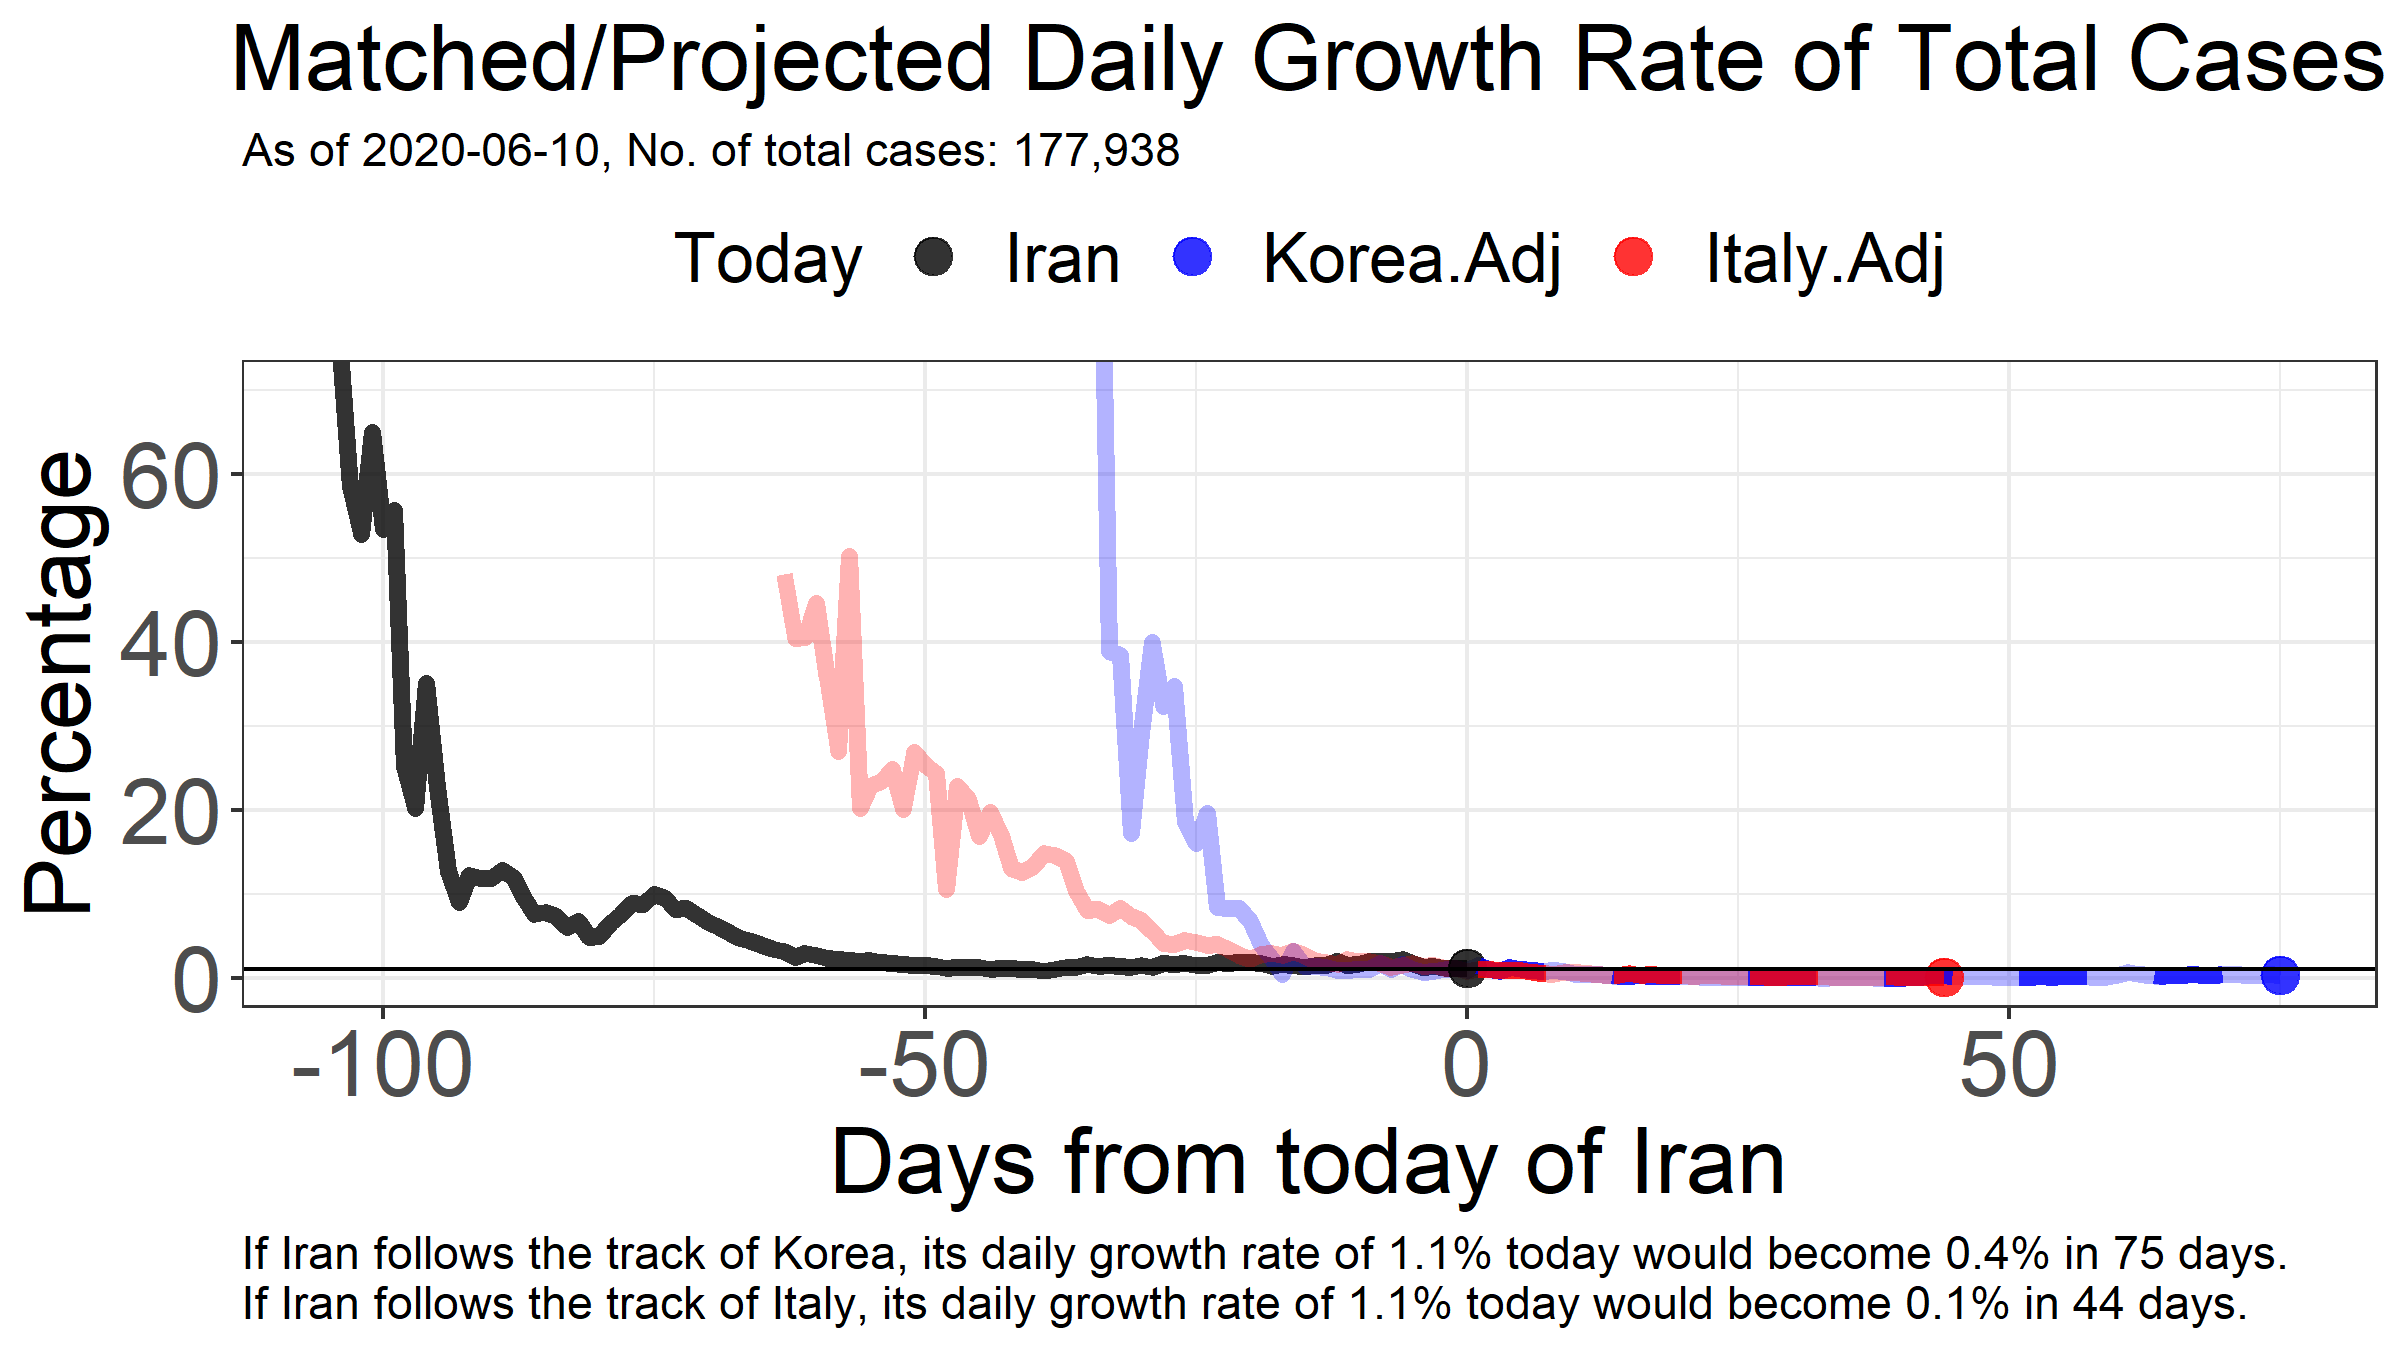 Matched/Projected Daily Growth Rate of Total Cases
As of 2020-06-10, No. of total cases: 177,938
Today Iran Korea.Adj Italy.Adj
Percentage
60
40
20
0
-100 -50 0 50
Days from today of Iran
If Iran follows the track of Korea, its daily growth rate of 1.1% today would become 0.4% in 75 days.
If Iran follows the track of Italy, its daily growth rate of 1.1% today would become 0.1% in 44 days.